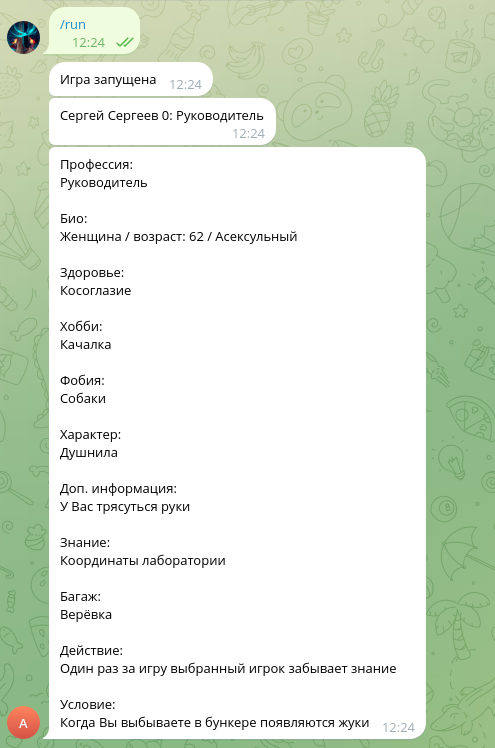 /run
12:24
Игра запущена 12:24
Сергей Сергеев 0: Руководитель
12:24
Профессия:
Руководитель
Био:
Женщина / возраст: 62 / Асексульный
Здоровье:
Косоглазие
Хобби:
Качалка
Фобия:
Собаки
Характер:
Душнила
Доп. информация:
У Вас трясуться руки
Знание:
Координаты лаборатории
Багаж:
Верёвка
Действие:
Один раз за игру выбранный игрок забывает знание
Условие:
Когда Вы выбываете в бункере появляются жуки 12:24
А